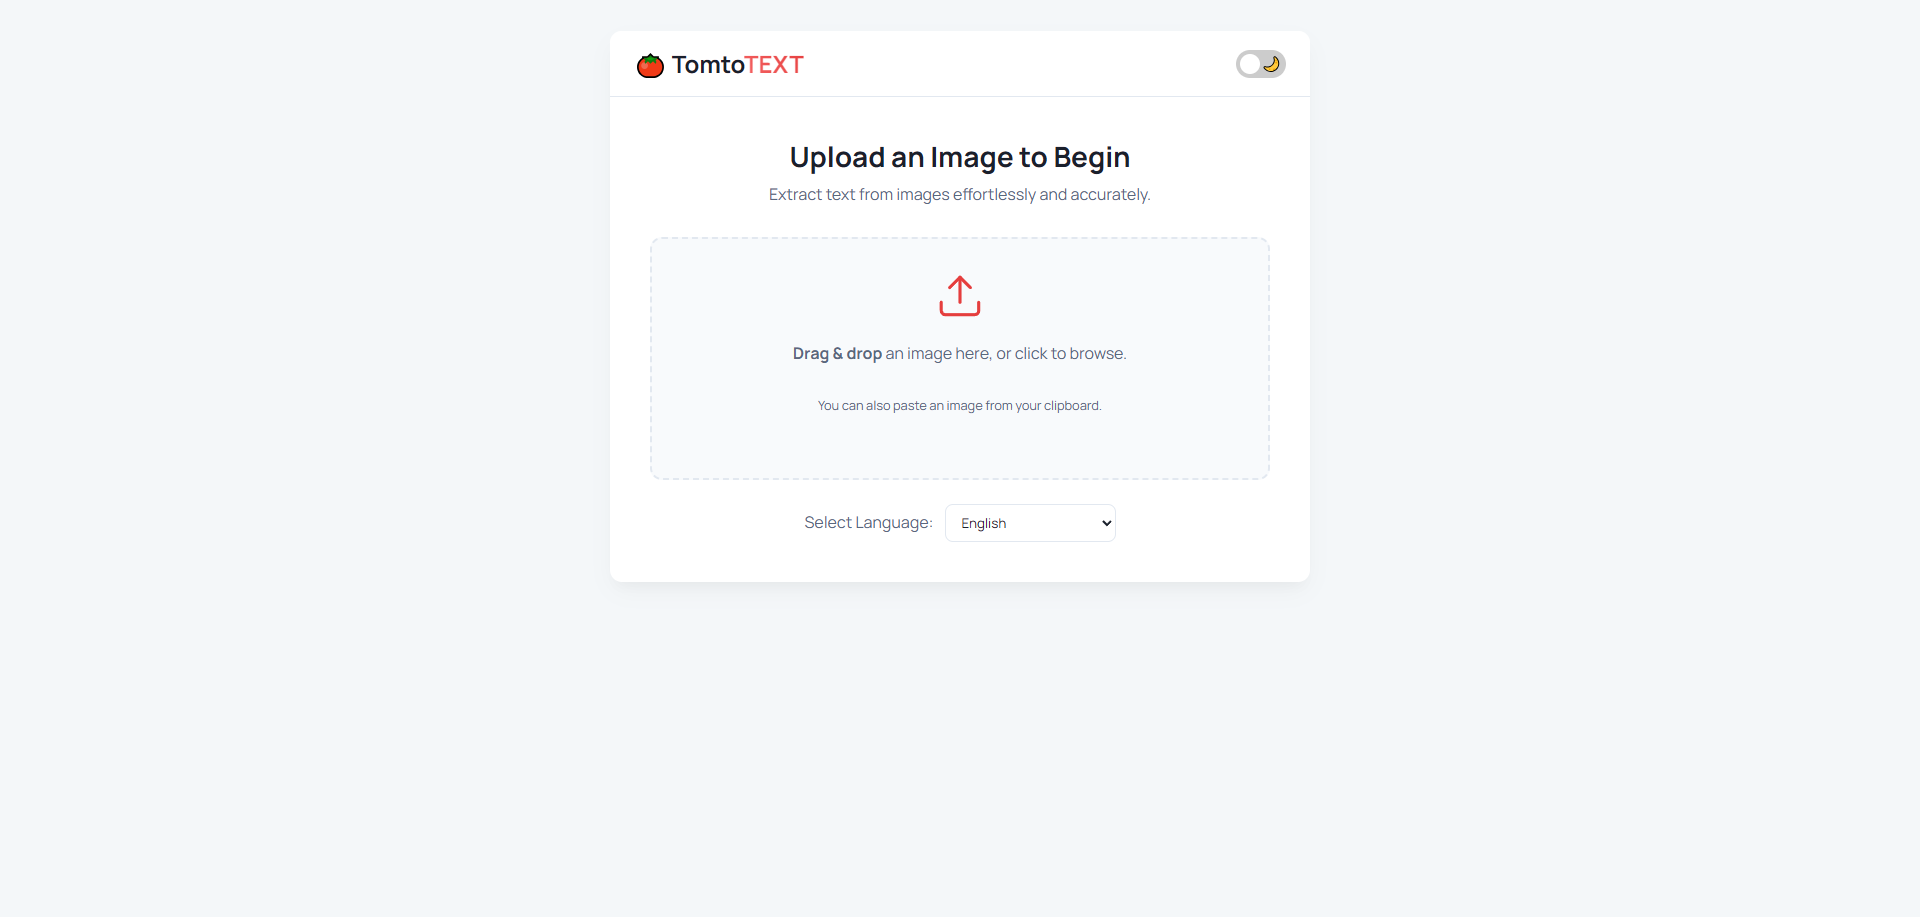 TomtoTEXT
Upload an Image to Begin
Extract text from images effortlessly and accurately.
Drag & drop an image here, or click to browse.
You can also paste an image from your clipboard.
Select Language: English